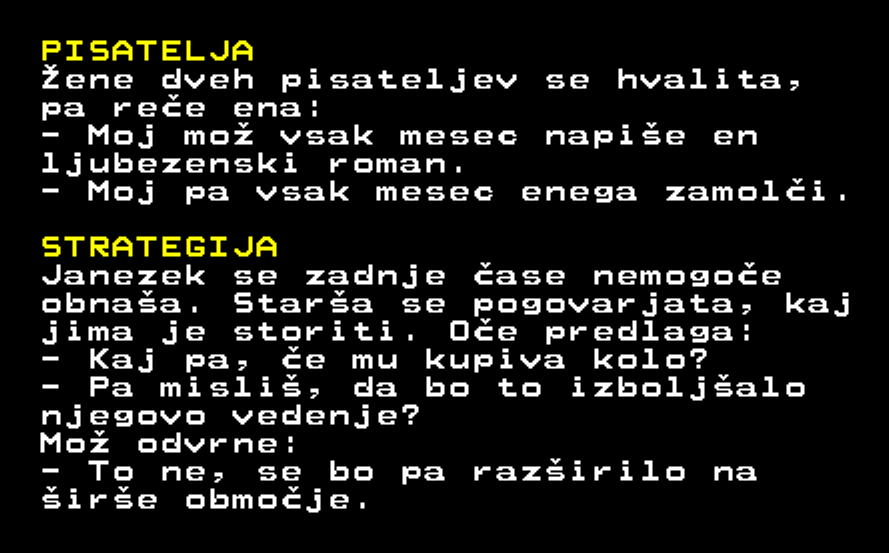 PISATELJA
Žene dveh pisateljev se hvalita,
pa reče ena:
- Moj mož vsak mesec napiše en
ljubezenski roman.
- Moj pa vsak mesec enega zamolči.
STRATEGIJA
Janezek se zadnje čase nemogoče
obnaša. Starša se pogovarjata, kaj
jima je storiti. Oče predlaga:
- Kaj pa, če mu kupiva kolo?
- Pa misliš, da bo to izboljšalo
njegovo vedenje?
Mož odvrne:
- To ne, se bo pa razširilo na
širše območje.